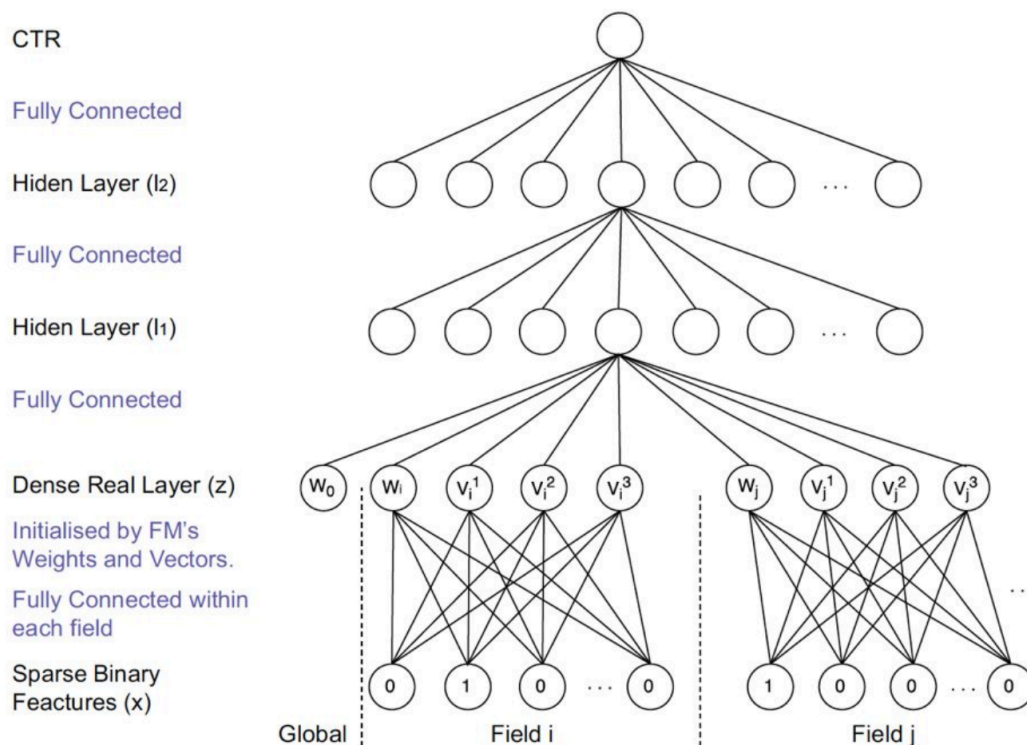 CTR
Fully Connected
Hiden Layer (l₂)
. . .
Fully Connected
Hiden Layer (l₁)
. . .
Fully Connected
Dense Real Layer (z)
W₀ Wᵢ Vᵢ¹ Vᵢ² Vᵢ³ Wⱼ Vⱼ¹ Vⱼ² Vⱼ³
Initialised by FM's
Weights and Vectors.
Fully Connected within
each field
. .
Sparse Binary
Feactures (x)
0 1 0 . . . 0 1 0 0 . . . 0
Global Field i Field j